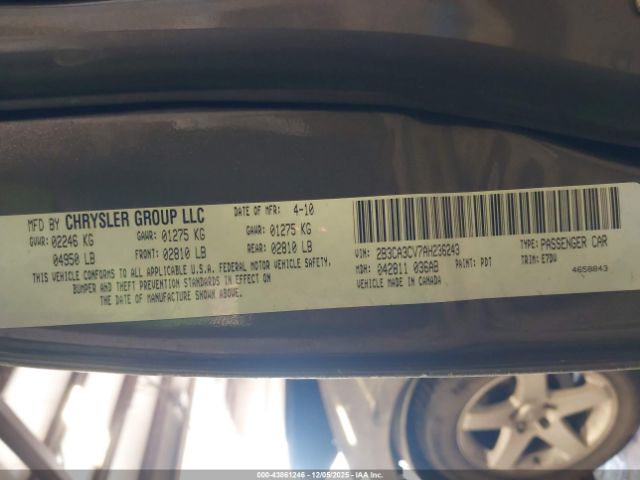 MFD BY CHRYSLER GROUP LLC DATE OF MFR: 4-10
GVWR: 02246 KG GAWR: 01275 KG GAWR: 01275 KG
04950 LB FRONT: 02810 LB REAR: 02810 LB
THIS VEHICLE CONFORMS TO ALL APPLICABLE U.S.A. FEDERAL MOTOR VEHICLE SAFETY,
BUMPER, AND THEFT PREVENTION STANDARDS IN EFFECT ON
THE DATE OF MANUFACTURE SHOWN ABOVE.
VIN: 2B3CA3CV7AH236243 TYPE: PASSENGER CAR
MDH: 042811 036AB PAINT: PDT TRIM: E7DW
VEHICLE MADE IN CANADA 4658843
000-43861246 - 12/05/2025 - IAA Inc.